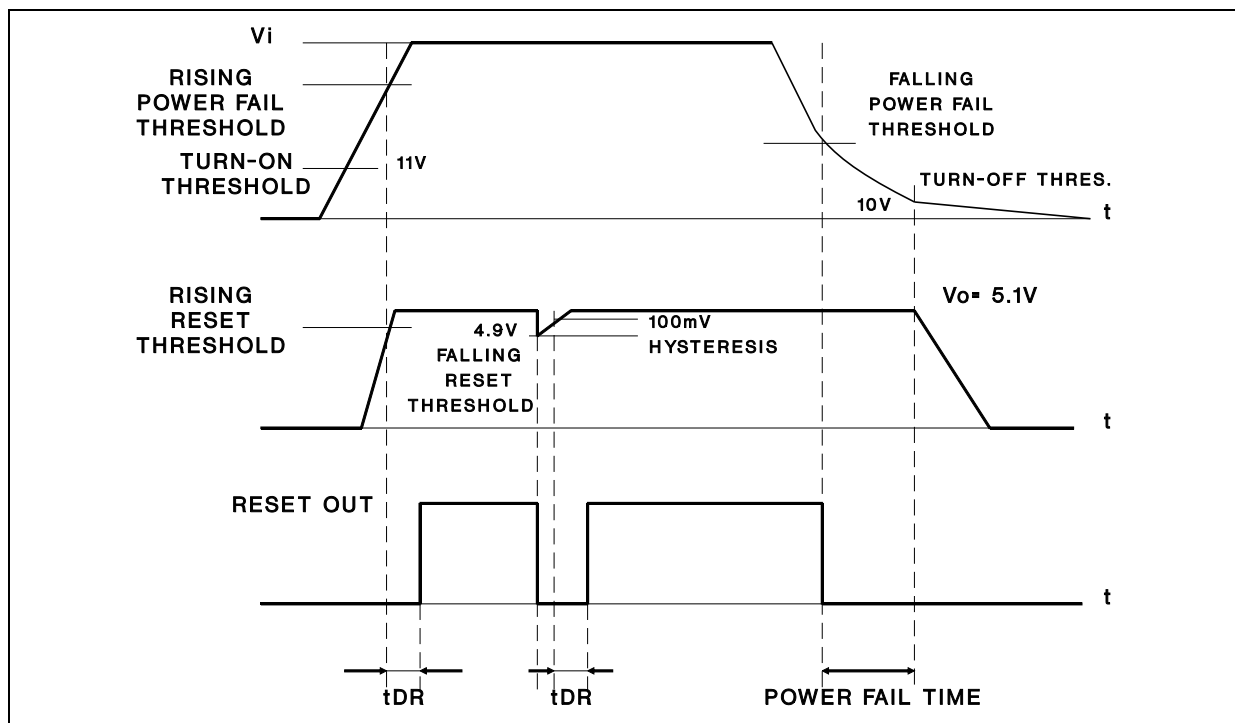 Vi
RISING
POWER FAIL
THRESHOLD
TURN-ON
THRESHOLD
11V
FALLING
POWER FAIL
THRESHOLD
TURN-OFF THRES.
10V
t
RISING
RESET
THRESHOLD
4.9V
FALLING
RESET
THRESHOLD
100mV
HYSTERESIS
Vo= 5.1V
t
RESET OUT
t
tDR
tDR
POWER FAIL TIME